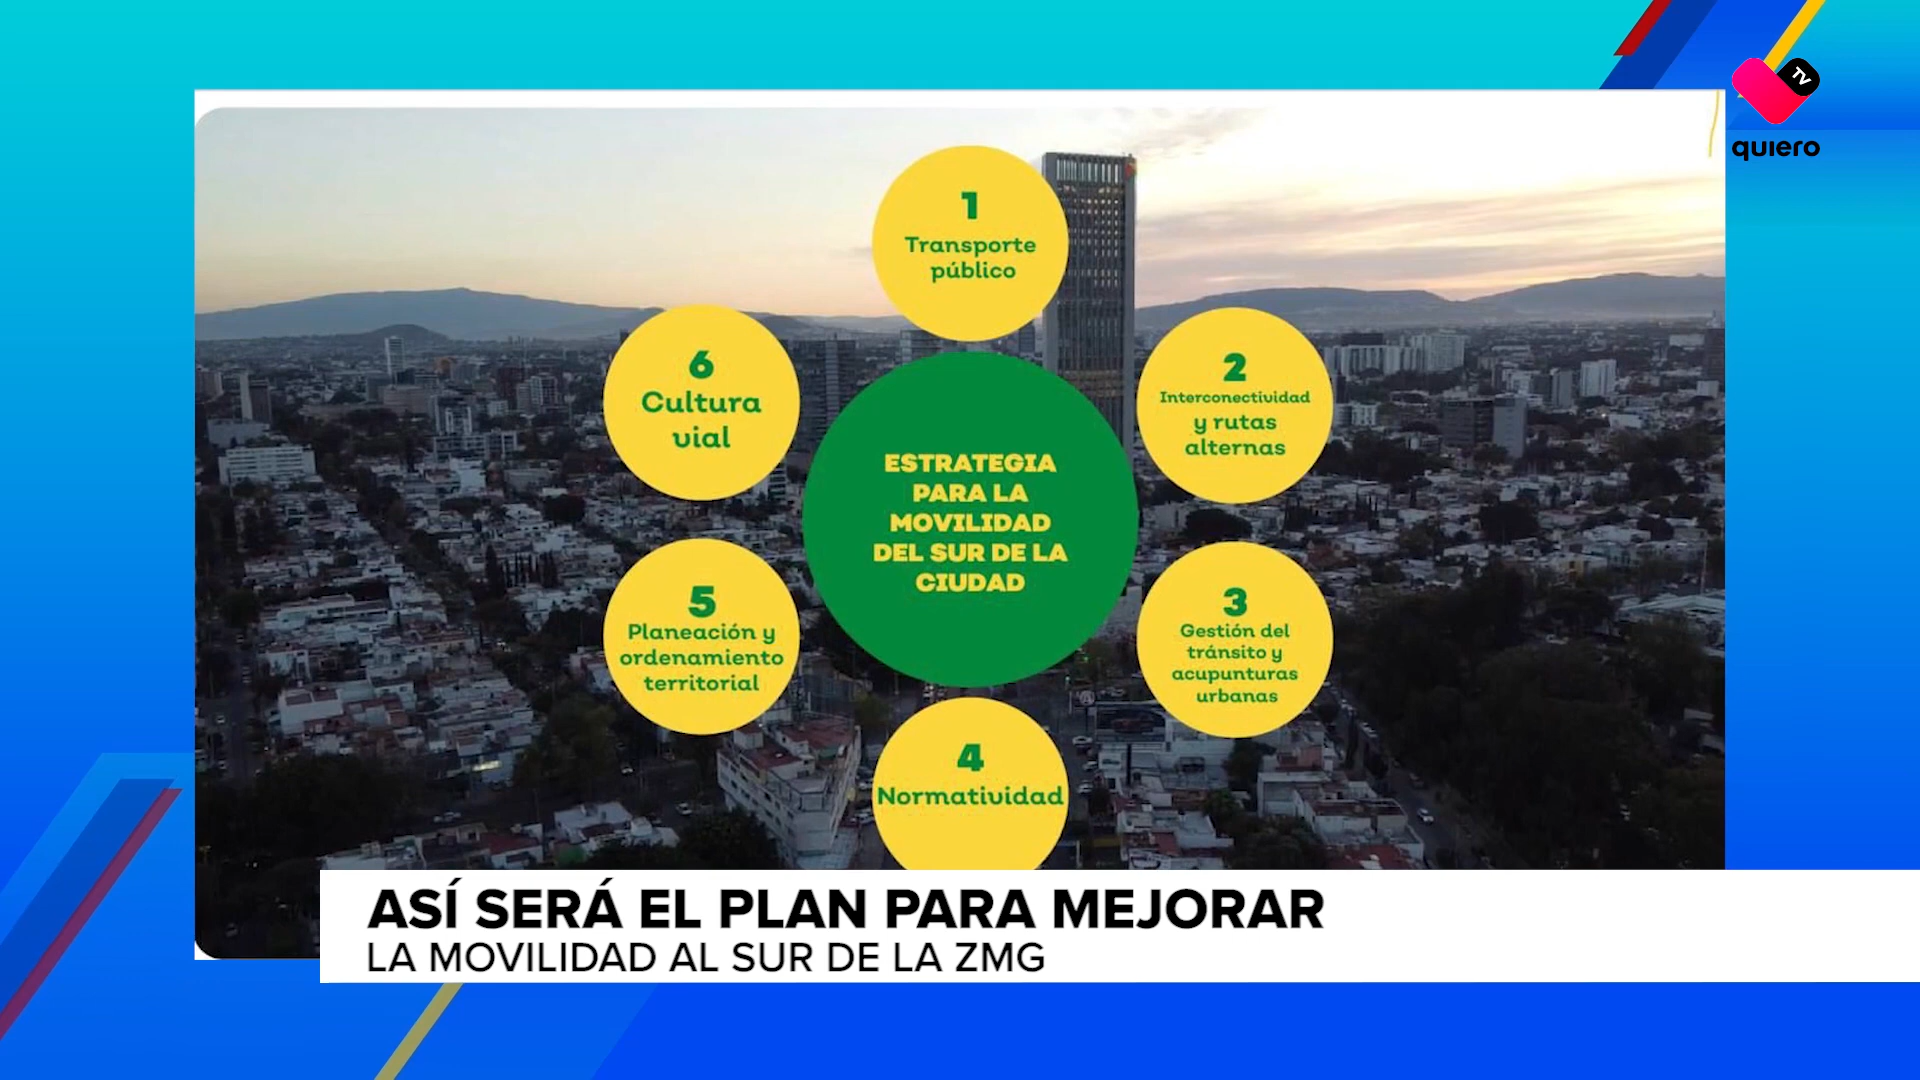 TV
quiero
1
Transporte
público
2
Interconectividad
y rutas
alternas
3
Gestión del
tránsito y
acupunturas
urbanas
4
Normatividad
5
Planeación y
ordenamiento
territorial
6
Cultura
vial
ESTRATEGIA
PARA LA
MOVILIDAD
DEL SUR DE LA
CIUDAD
ASÍ SERÁ EL PLAN PARA MEJORAR
LA MOVILIDAD AL SUR DE LA ZMG